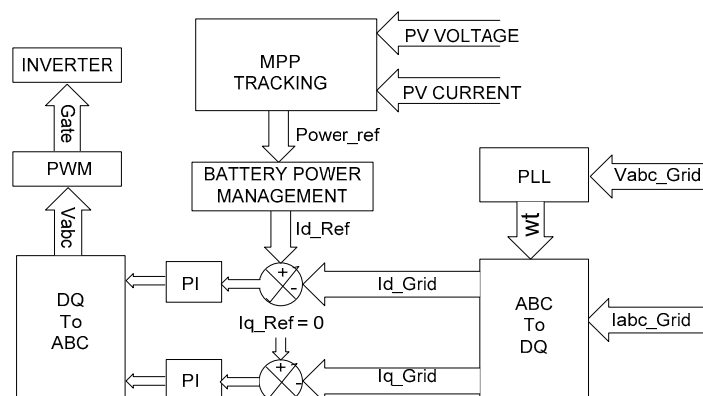 PV VOLTAGE
MPP
TRACKING
INVERTER
PV CURRENT
Gate
Power_ref
PWM
BATTERY POWER
MANAGEMENT
PLL
Vabc_Grid
Vabc
Id_Ref
wt
+
-
PI
Id_Grid
DQ
To
ABC
ABC
To
DQ
Iabc_Grid
Iq_Ref = 0
+
-
PI
Iq_Grid